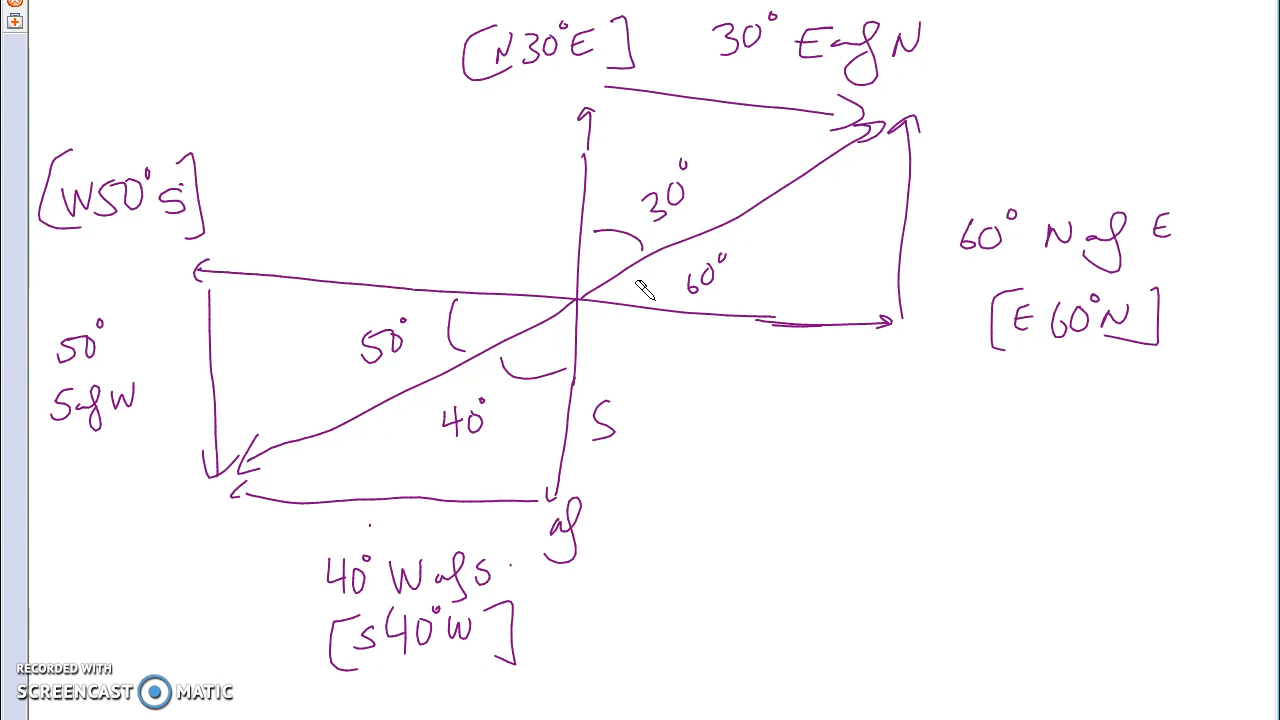 [N30°E] 30° E of N
[W50°S]
30°
60°
60° N of E
[E60°N]
50°
S of W
50°
40°
S
of
40° W of S
[S40°W]
RECORDED WITH
SCREENCAST MATIC